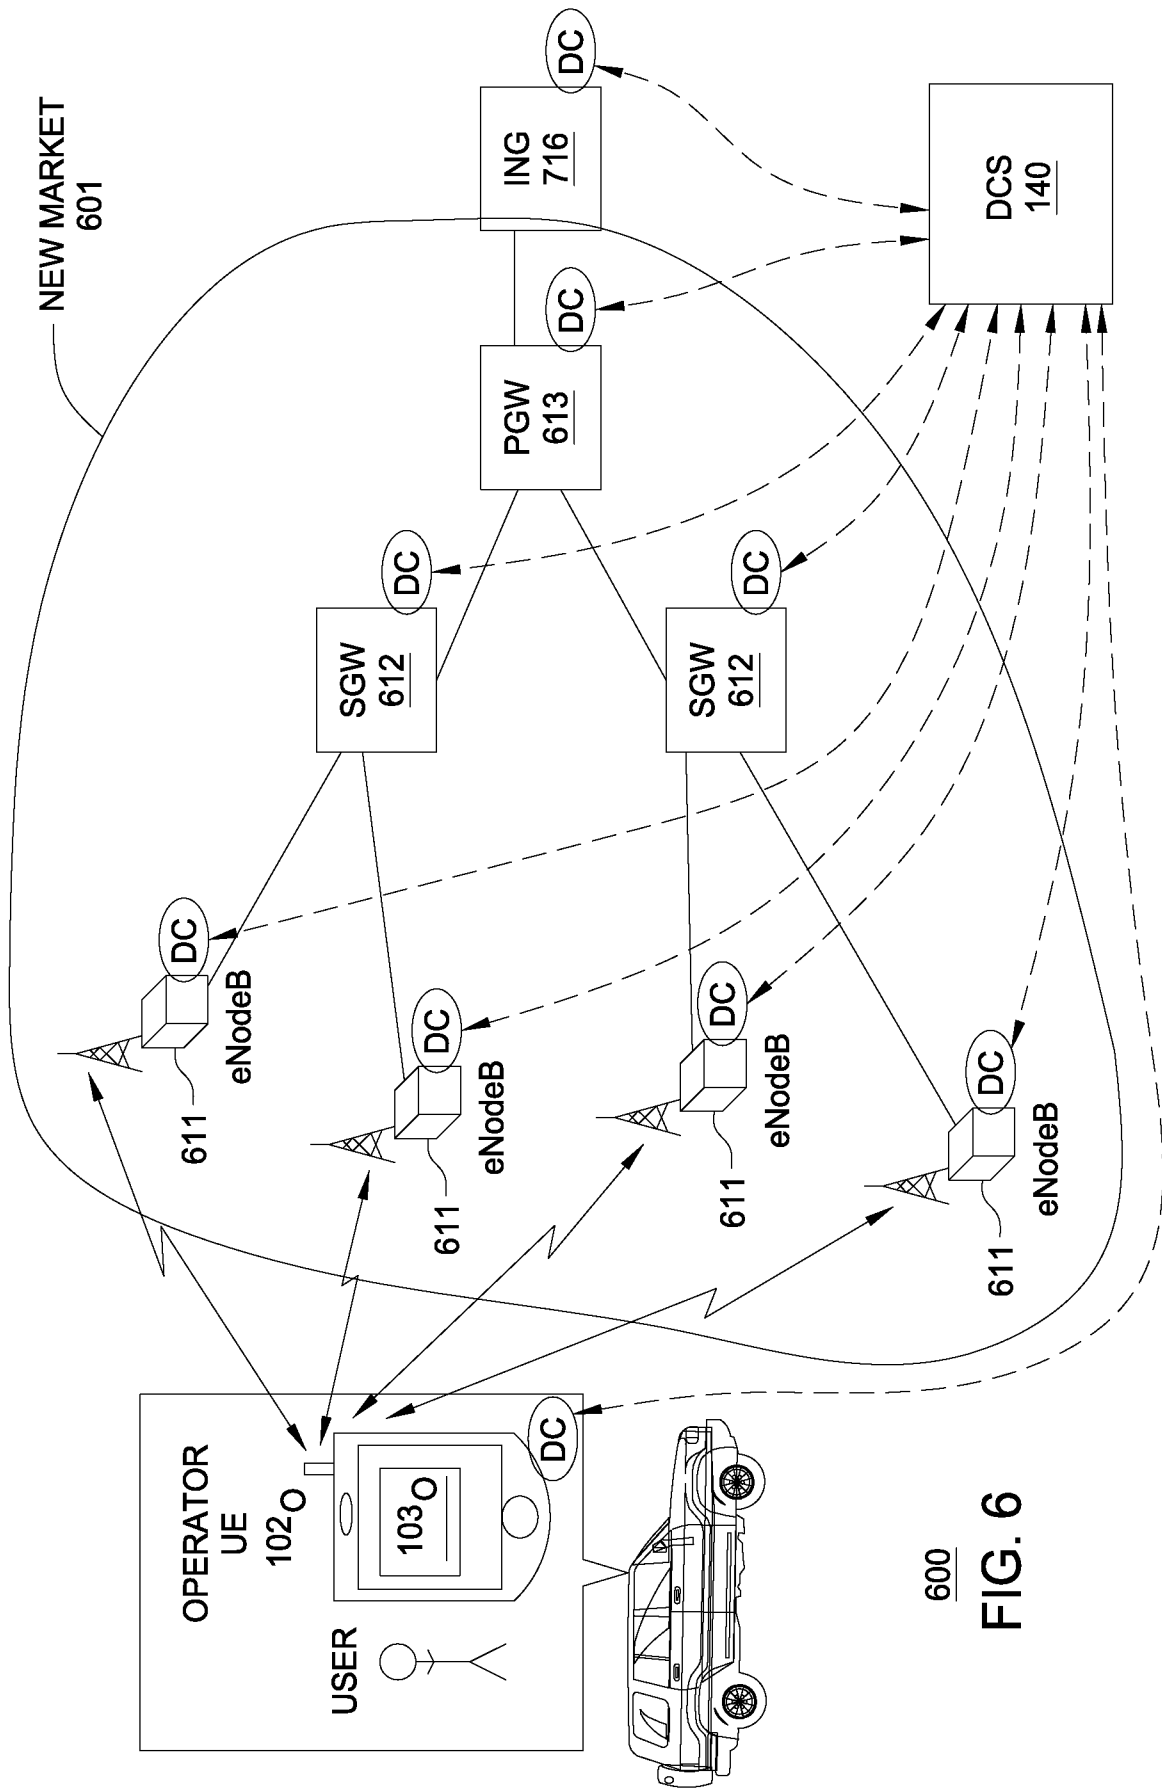 NEW MARKET
601
OPERATOR
UE
102O
103O
USER
DC
611
eNodeB
DC
611
eNodeB
DC
611
eNodeB
DC
611
eNodeB
DC
SGW
612
DC
SGW
612
DC
PGW
613
DC
ING
716
DC
DCS
140
600
FIG. 6